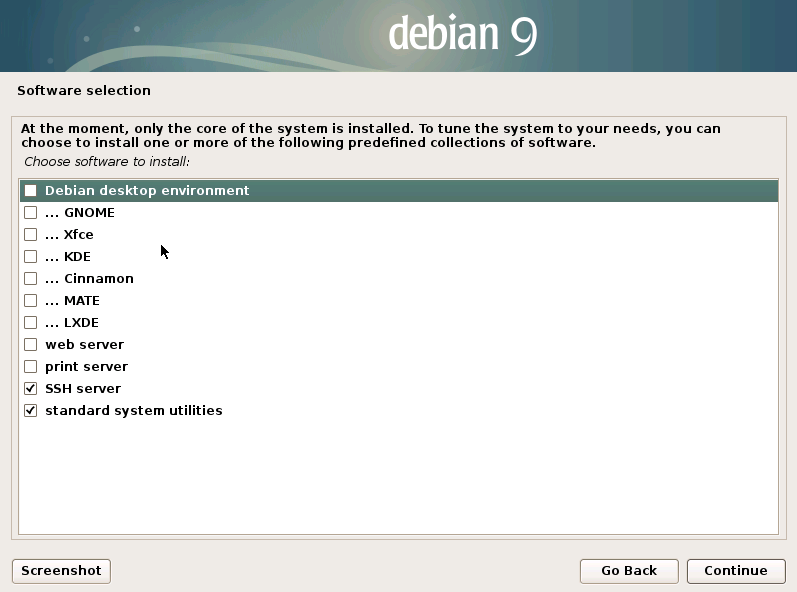 debian 9
Software selection
At the moment, only the core of the system is installed. To tune the system to your needs, you can
choose to install one or more of the following predefined collections of software.
Choose software to install:
Debian desktop environment
... GNOME
... Xfce
... KDE
... Cinnamon
... MATE
... LXDE
web server
print server
SSH server
standard system utilities
Screenshot
Go Back
Continue